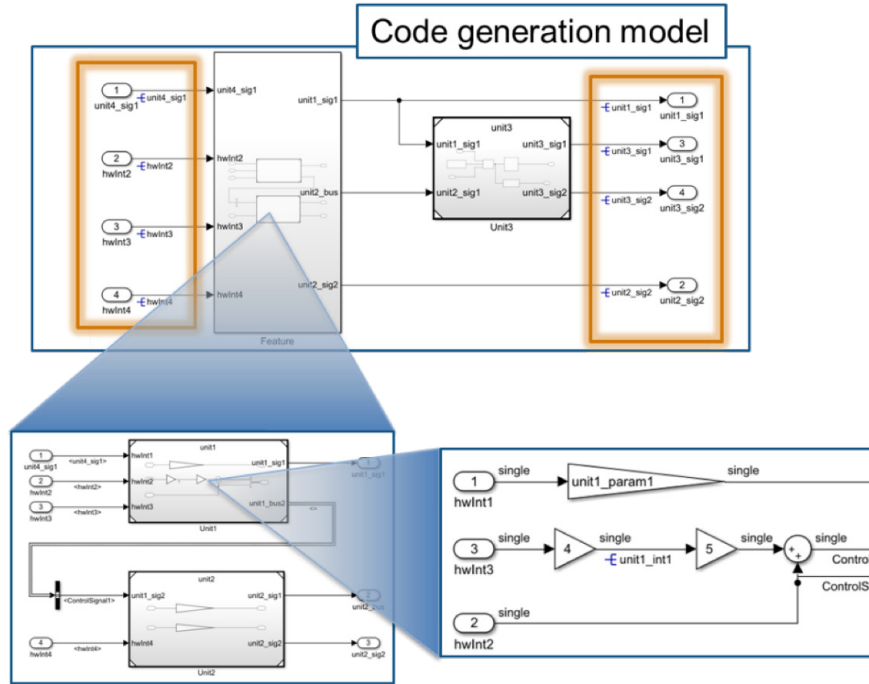 Code generation model
1
unit4_sig1
unit4_sig1
2
hwInt2
hwInt2
3
hwInt3
hwInt3
4
hwInt4
hwInt4
unit4_sig1
hwInt2
hwInt3
hwInt4
unit1_sig1
unit2_bus
unit2_sig2
Feature
unit3
unit1_sig1
unit2_sig1
unit3_sig1
unit3_sig2
Unit3
unit1_sig1
1
unit1_sig1
unit3_sig1
3
unit3_sig1
unit3_sig2
4
unit3_sig2
unit2_sig2
2
unit2_sig2
1
unit4_sig1
<unit4_sig1>
2
hwInt2
<hwInt2>
3
hwInt3
<hwInt3>
unit1
hwInt1
hwInt2
hwInt3
unit1_sig1
unit1_bus2
Unit1
1
unit1_sig1
<ControlSignal1>
4
hwInt4
<hwInt4>
unit2
unit1_sig2
hwInt4
unit2_sig1
unit2_sig2
Unit2
2
unit2_bus
3
unit2_sig2
1
hwInt1
single
unit1_param1
single
3
hwInt3
single
4
single
unit1_int1
5
single
single
Contro
ControlS
2
hwInt2
single